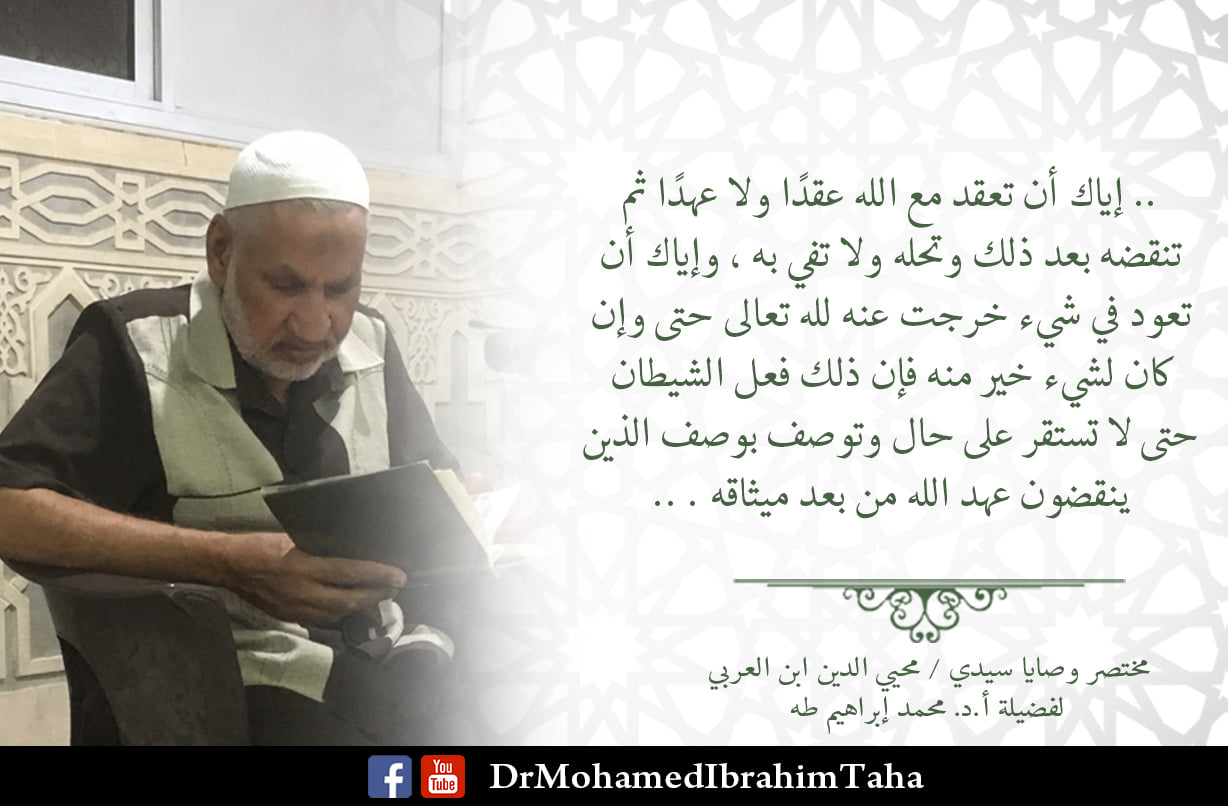 .. إياك أن تعقد مع الله عقدًا ولا عهدًا ثم
تنقضه بعد ذلك وتحله ولا تفي به ، وإياك أن
تعود في شيء خرجت عنه لله تعالى حتى وإن
كان لشيء خير منه فإن ذلك فعل الشيطان
حتى لا تستقر على حال وتوصف بوصف الذين
ينقضون عهد الله من بعد ميثاقه . ..
مختصر وصايا سيدي / محيي الدين ابن العربي
لفضيلة أ.د. محمد إبراهيم طه
f You Tube DrMohamedIbrahimTaha